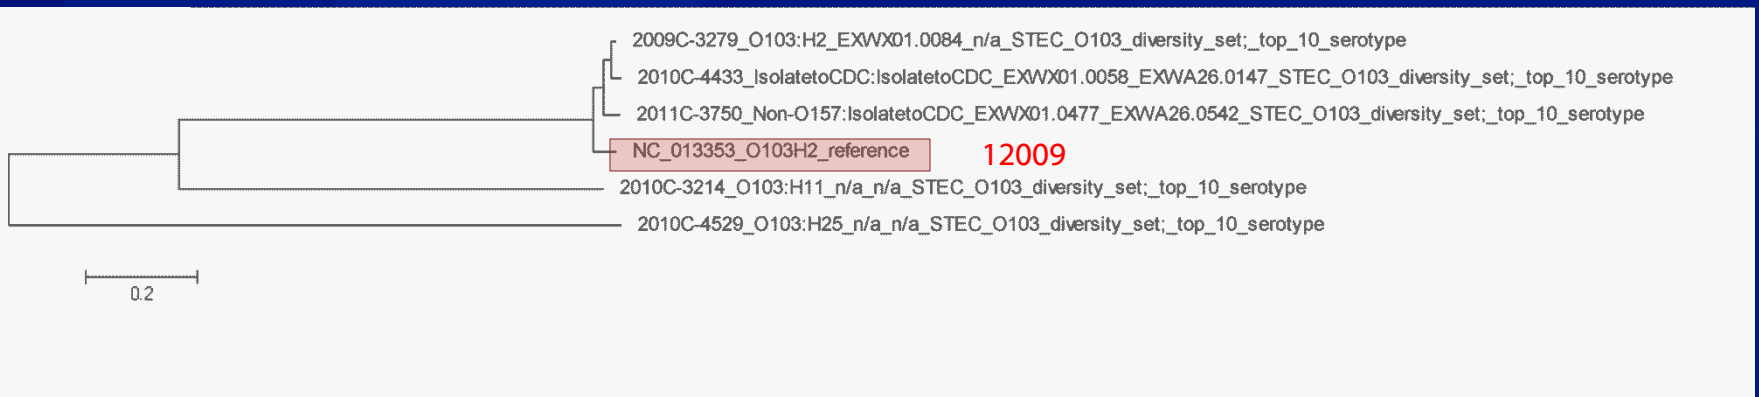 2009C-3279_O103:H2_EXWX01.0084_n/a_STEC_O103_diversity_set;_top_10_serotype
2010C-4433_IsolatetoCDC:IsolatetoCDC_EXWX01.0058_EXWA26.0147_STEC_O103_diversity_set;_top_10_serotype
2011C-3750_Non-O157:IsolatetoCDC_EXWX01.0477_EXWA26.0542_STEC_O103_diversity_set;_top_10_serotype
NC_013353_O103H2_reference 12009
2010C-3214_O103:H11_n/a_n/a_STEC_O103_diversity_set;_top_10_serotype
2010C-4529_O103:H25_n/a_n/a_STEC_O103_diversity_set;_top_10_serotype
0.2